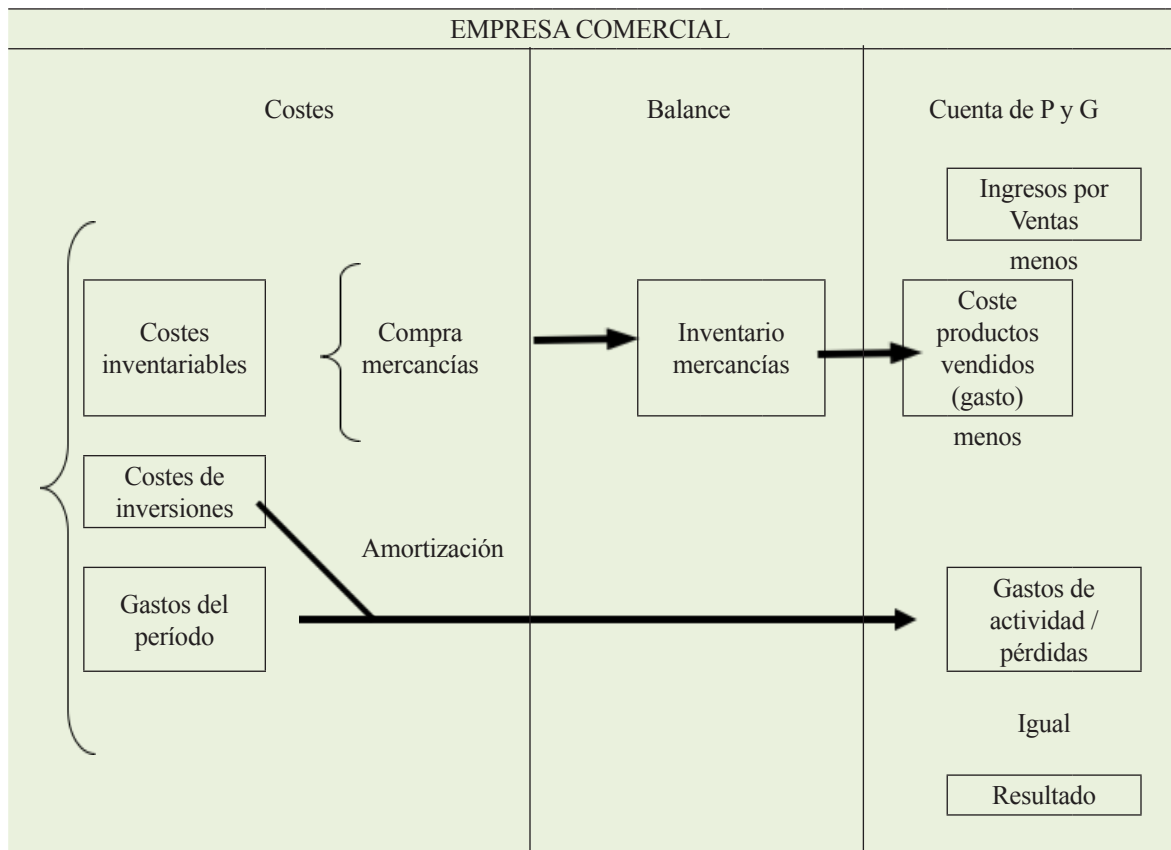 EMPRESA COMERCIAL
Costes
Balance
Cuenta de P y G
Ingresos por
Ventas
menos
Costes
inventariables
Compra
mercancías
Inventario
mercancías
Coste
productos
vendidos
(gasto)
menos
Costes de
inversiones
Amortización
Gastos del
período
Gastos de
actividad /
pérdidas
Igual
Resultado